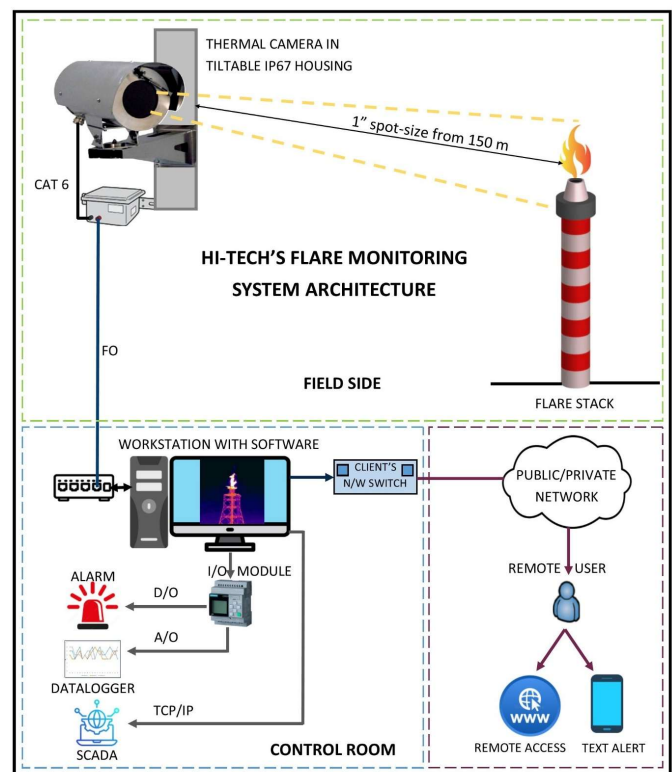 THERMAL CAMERA IN
TILTABLE IP67 HOUSING
1" spot-size from 150 m
CAT 6
HI-TECH'S FLARE MONITORING
SYSTEM ARCHITECTURE
FO
FIELD SIDE
FLARE STACK
WORKSTATION WITH SOFTWARE
CLIENT'S
N/W SWITCH
PUBLIC/PRIVATE
NETWORK
I/O MODULE
REMOTE USER
ALARM
D/O
A/O
DATALOGGER
TCP/IP
SCADA
CONTROL ROOM
WWW
REMOTE ACCESS
TEXT ALERT